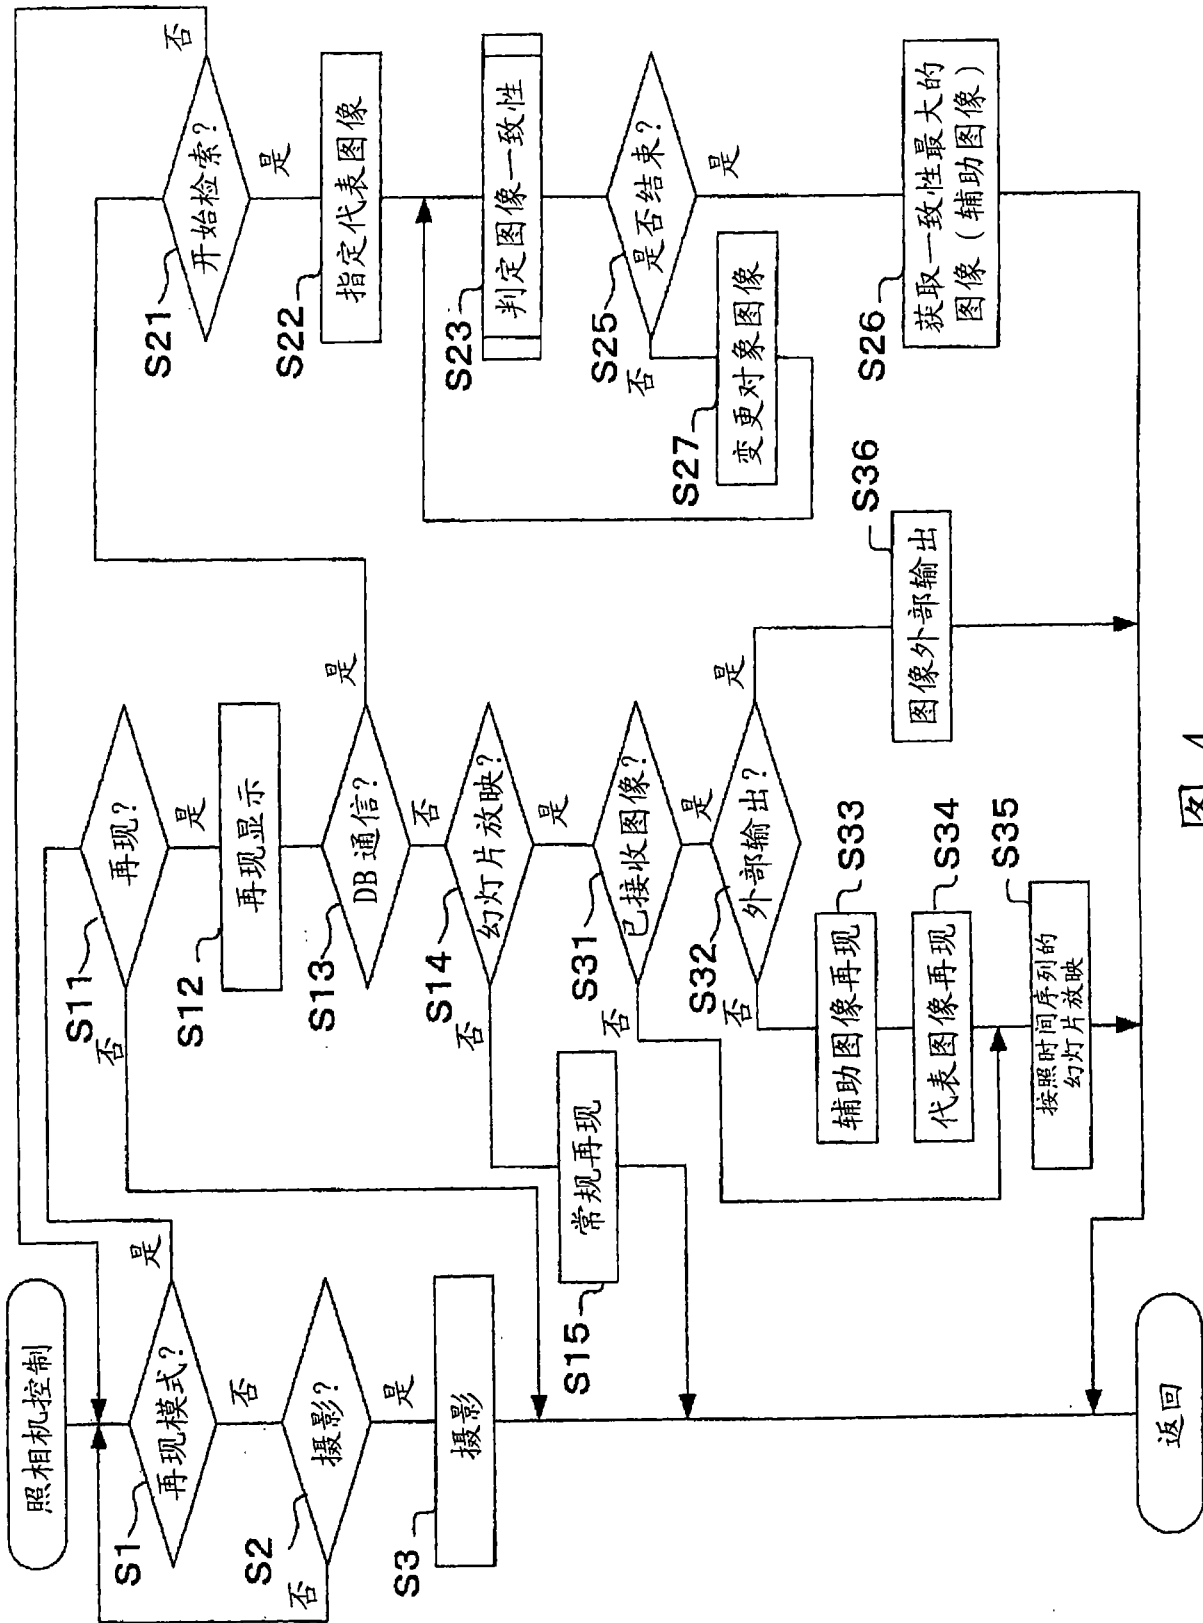 照相机控制
S1
再现模式?
是
否
S2
摄影?
否
是
S3
摄影
返回
S11
再现?
否
是
S12
再现显示
S13
DB通信?
是
否
S14
幻灯片放映?
否
是
S15
常规再现
S31
已接收图像?
否
是
S32
外部输出?
否
是
S33
辅助图像再现
S34
代表图像再现
S35
按照时间序列的
幻灯片放映
S36
图像外部输出
S21
开始检索?
否
是
S22
指定代表图像
S23
判定图像一致性
S25
是否结束?
否
是
S27
变更对象图像
S26
获取一致性最大的
图像(辅助图像)
图 4